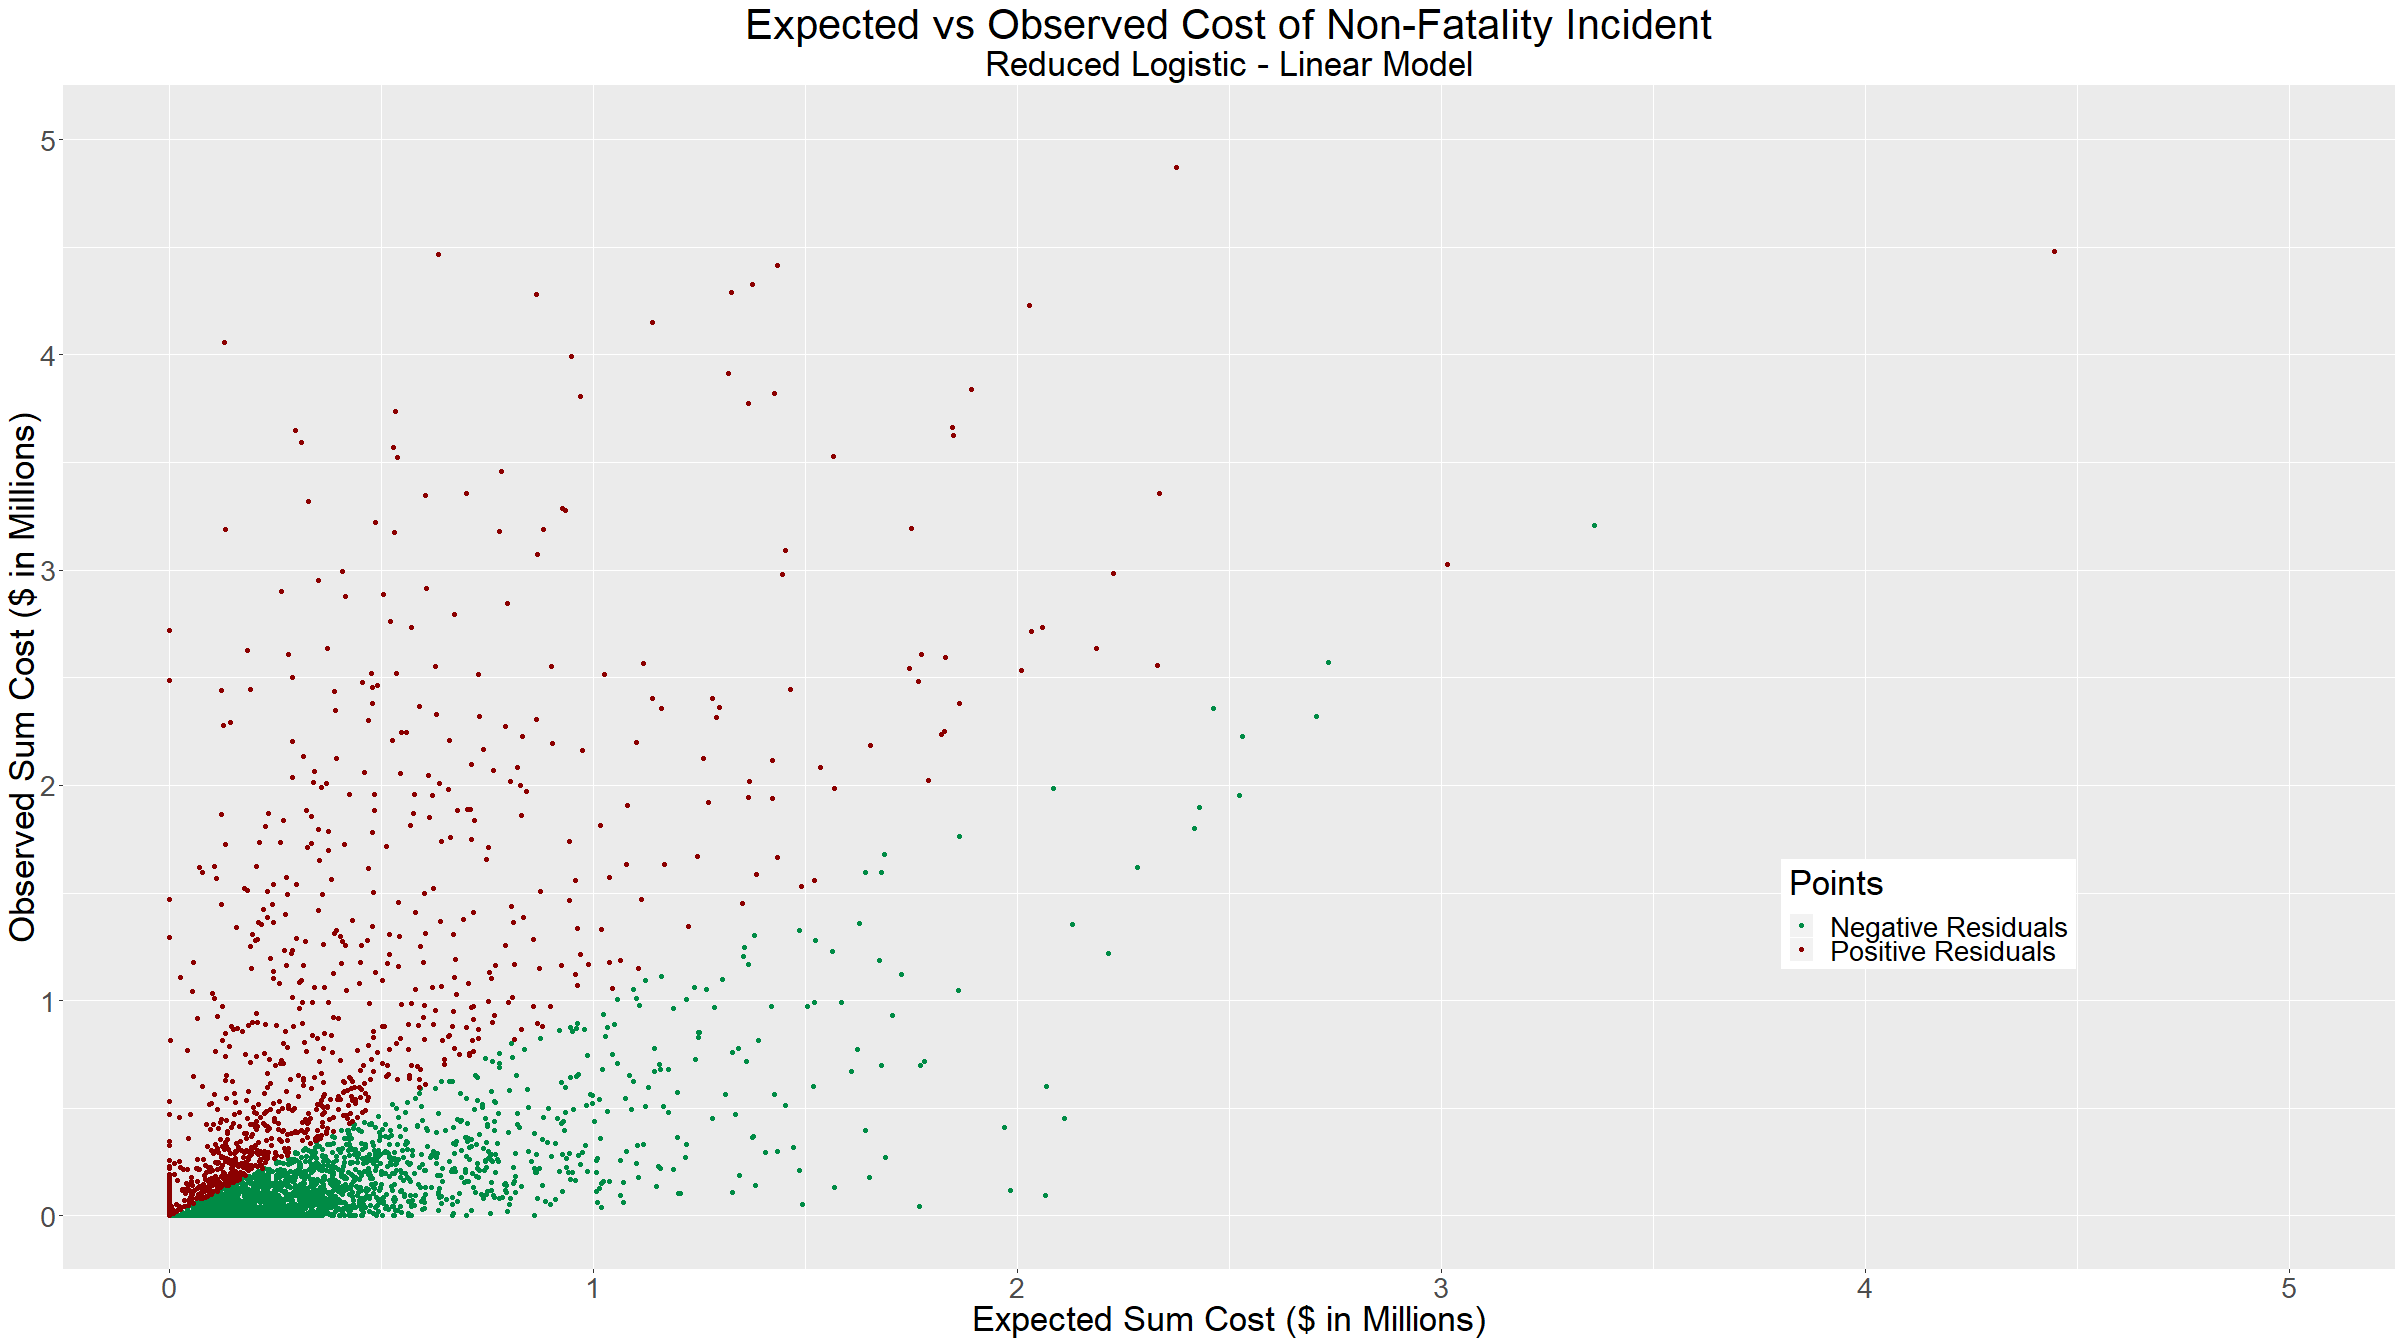 Expected vs Observed Cost of Non-Fatality Incident
Reduced Logistic - Linear Model
Observed Sum Cost ($ in Millions)
5
4
3
2
1
0
Points
Negative Residuals
Positive Residuals
0 1 2 3 4 5
Expected Sum Cost ($ in Millions)